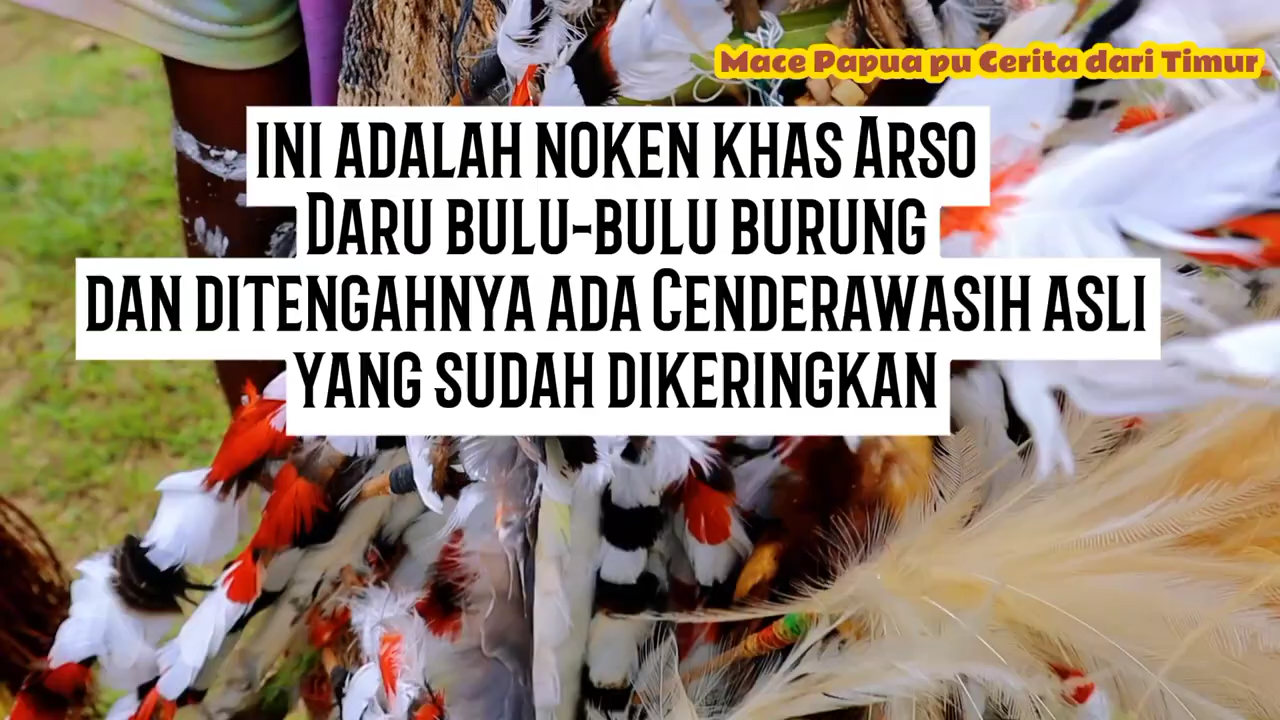 Mace Papua pu Cerita dari Timur
ini adalah noken khas Arso
Daru bulu-bulu burung
dan ditengahnya ada Cenderawasih asli
yang sudah dikeringkan